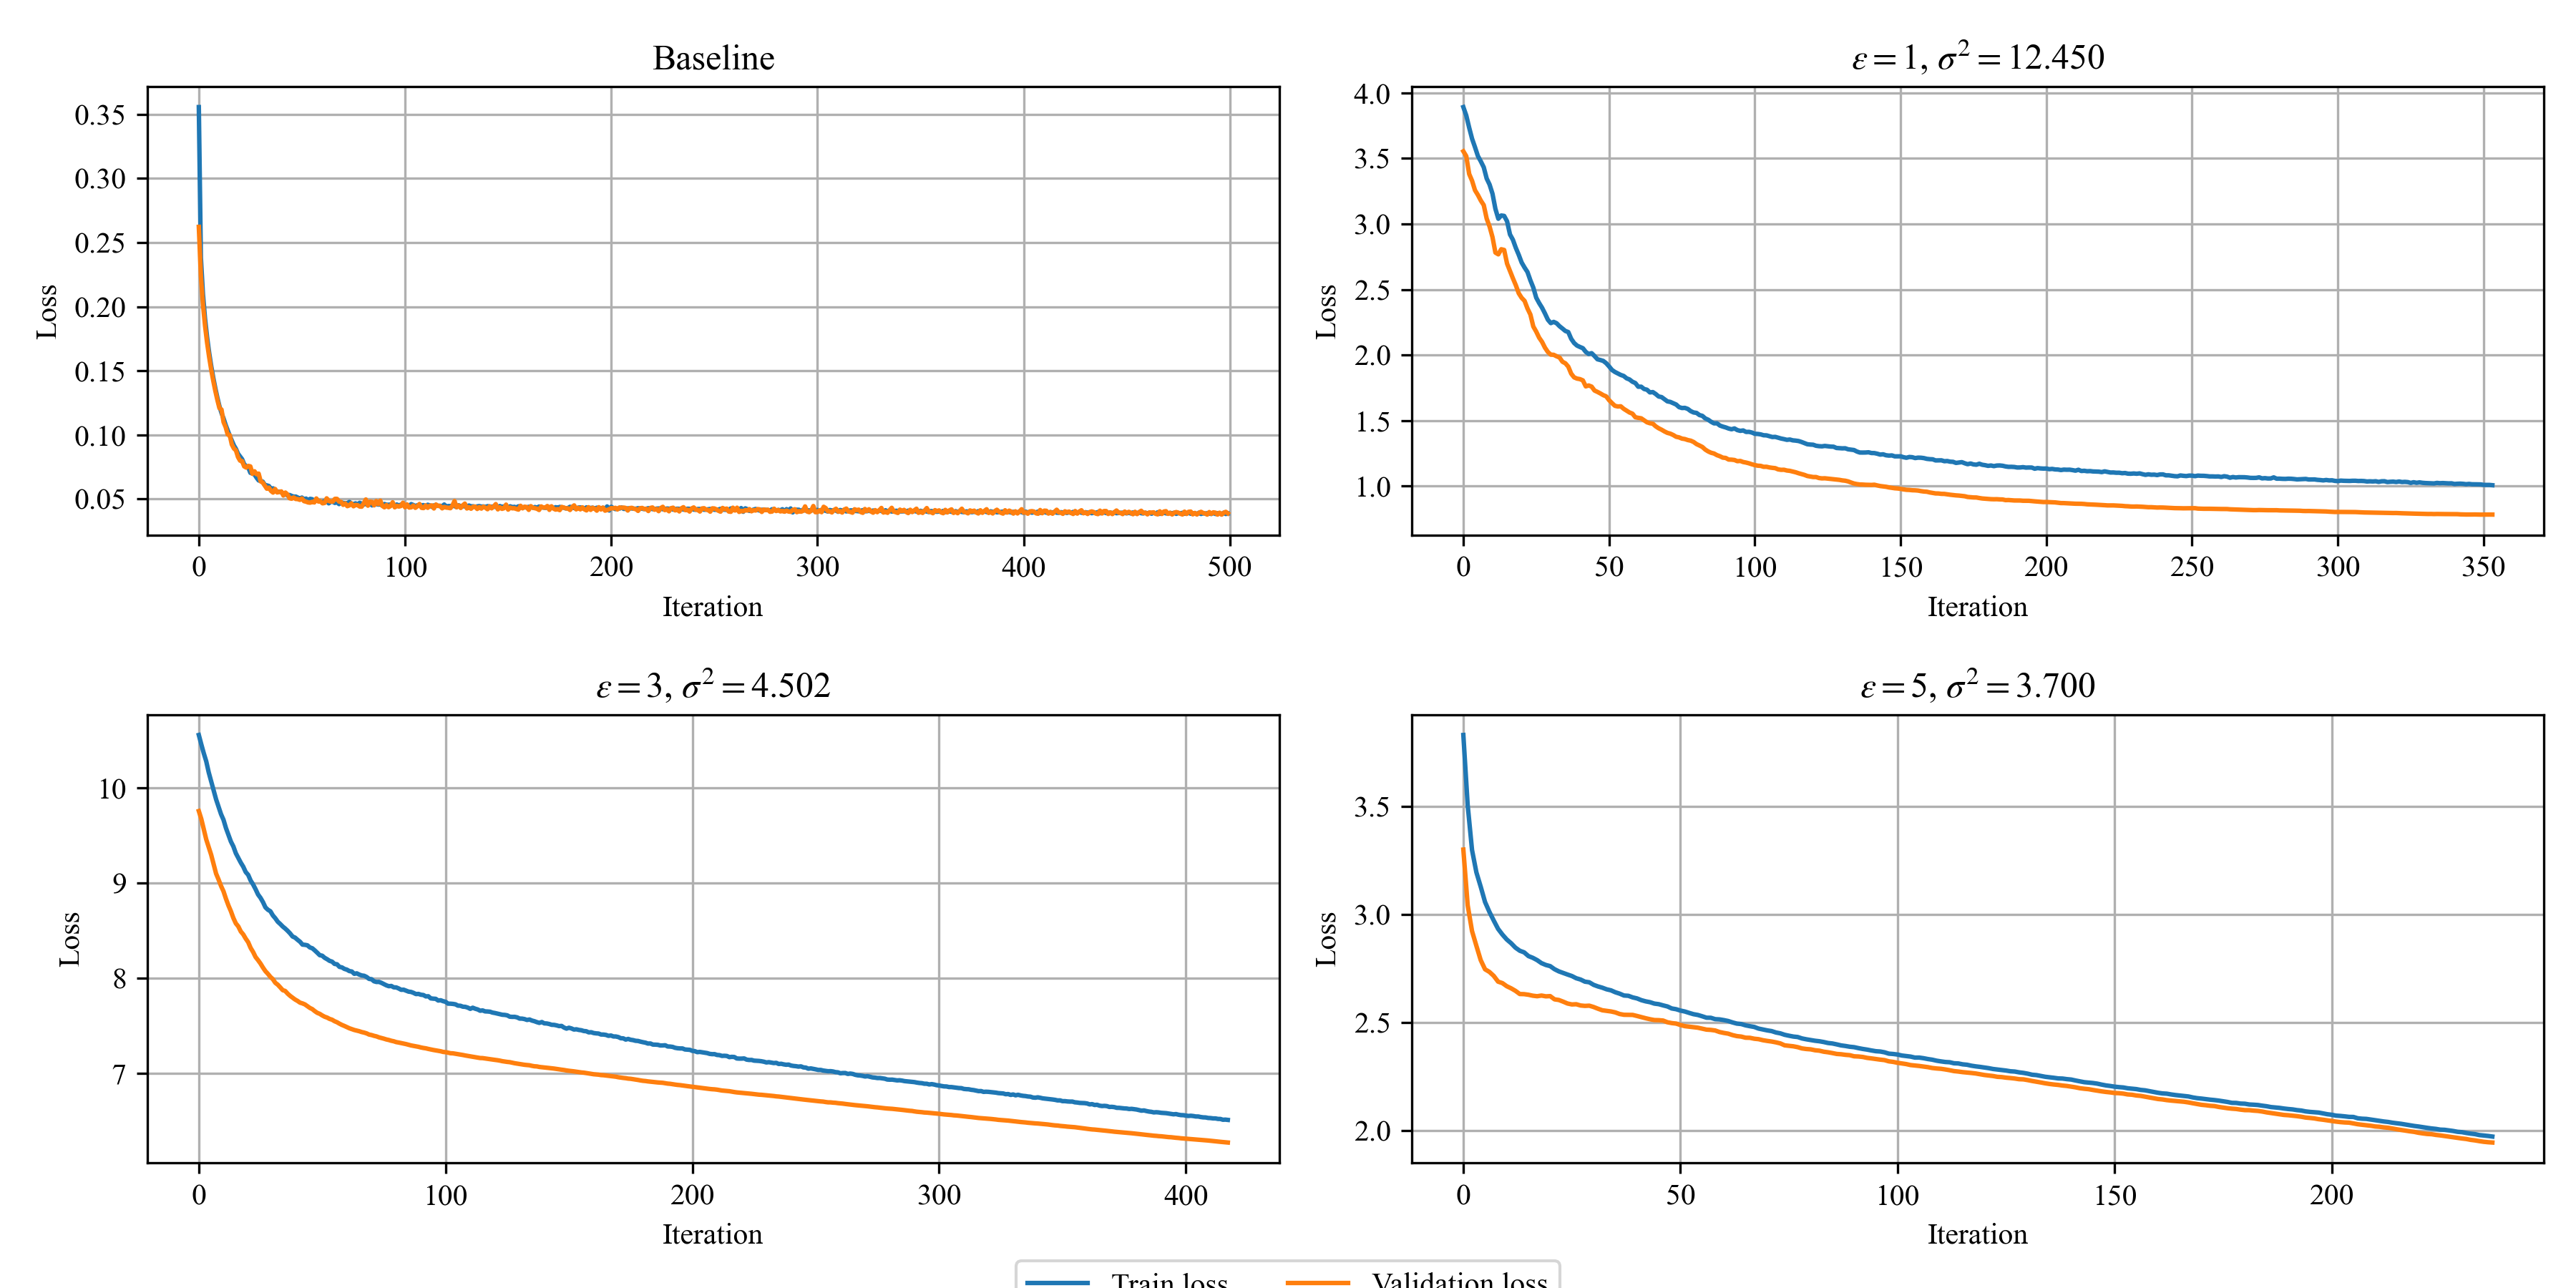 Baseline
0.35
0.30
0.25
0.20
0.15
0.10
0.05
Loss
0 100 200 300 400 500
Iteration
ε = 1, σ² = 12.450
4.0
3.5
3.0
2.5
2.0
1.5
1.0
Loss
0 50 100 150 200 250 300 350
Iteration
ε = 3, σ² = 4.502
10
9
8
7
Loss
0 100 200 300 400
Iteration
ε = 5, σ² = 3.700
3.5
3.0
2.5
2.0
Loss
0 50 100 150 200
Iteration
Train loss Validation loss